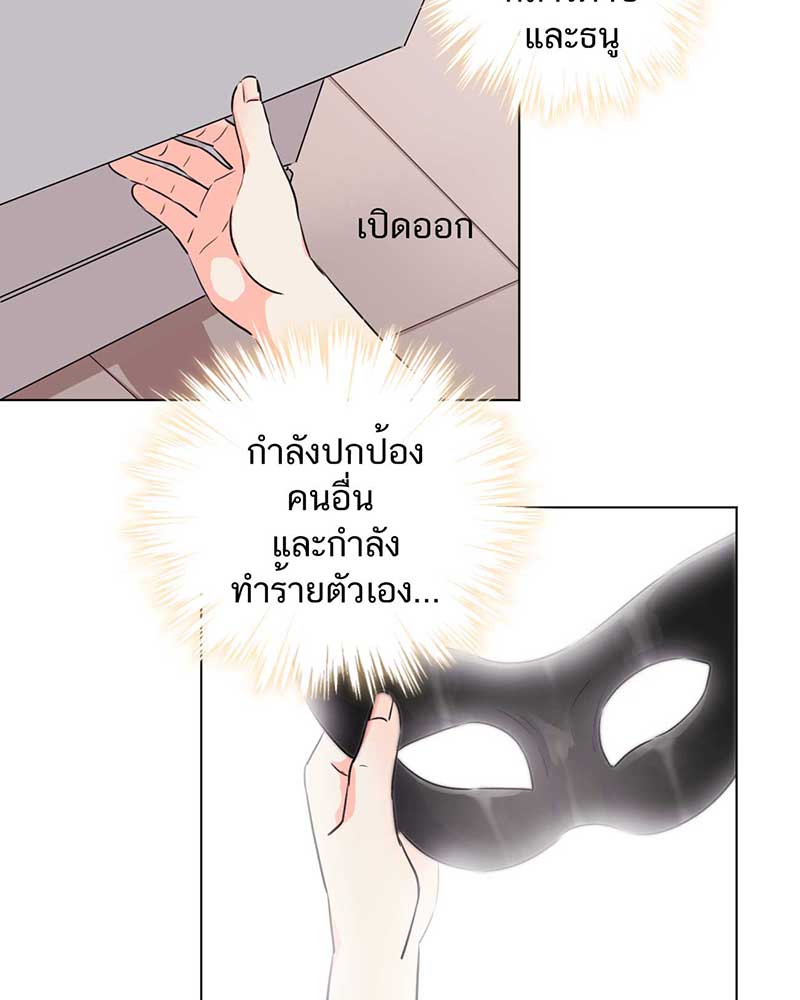 และธนู
เปิดออก
กำลังปกป้อง
คนอื่น
และกำลัง
ทำร้ายตัวเอง...